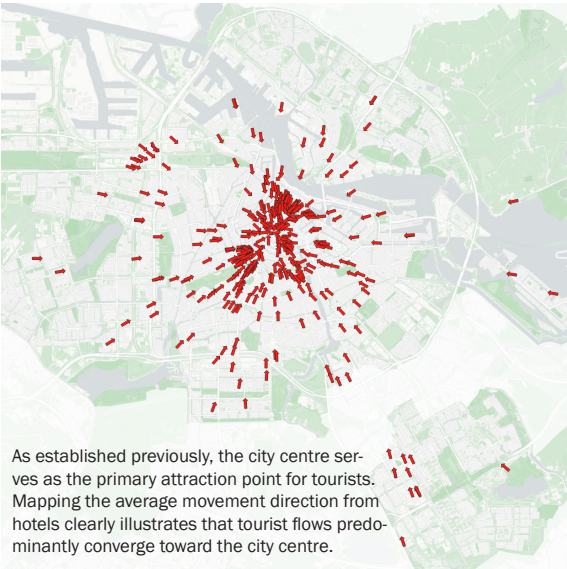 As established previously, the city centre ser-
ves as the primary attraction point for tourists.
Mapping the average movement direction from
hotels clearly illustrates that tourist flows predo-
minantly converge toward the city centre.